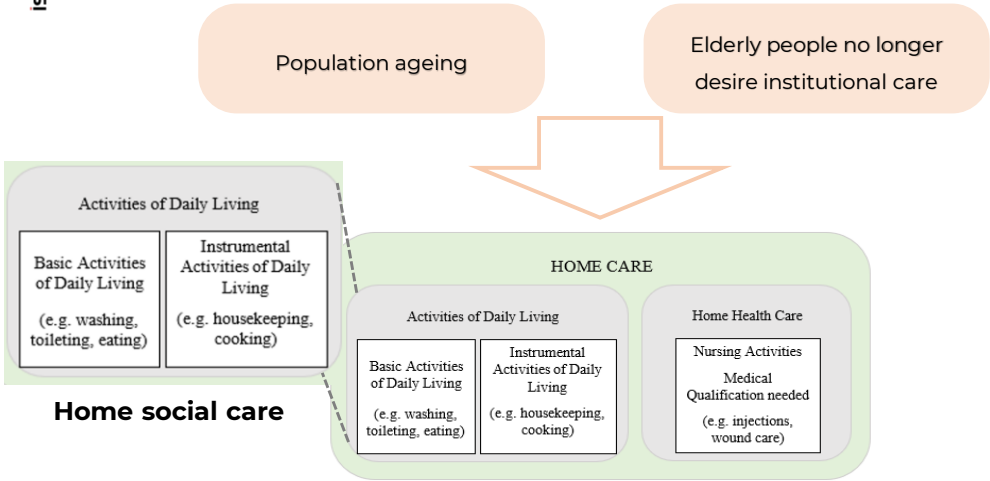 is
Population ageing
Elderly people no longer
desire institutional care
Activities of Daily Living
Basic Activities
of Daily Living
(e.g. washing,
toileting, eating)
Instrumental
Activities of Daily
Living
(e.g. housekeeping,
cooking)
Home social care
HOME CARE
Activities of Daily Living
Basic Activities
of Daily Living
(e.g. washing,
toileting, eating)
Instrumental
Activities of Daily
Living
(e.g. housekeeping,
cooking)
Home Health Care
Nursing Activities
Medical
Qualification needed
(e.g. injections,
wound care)